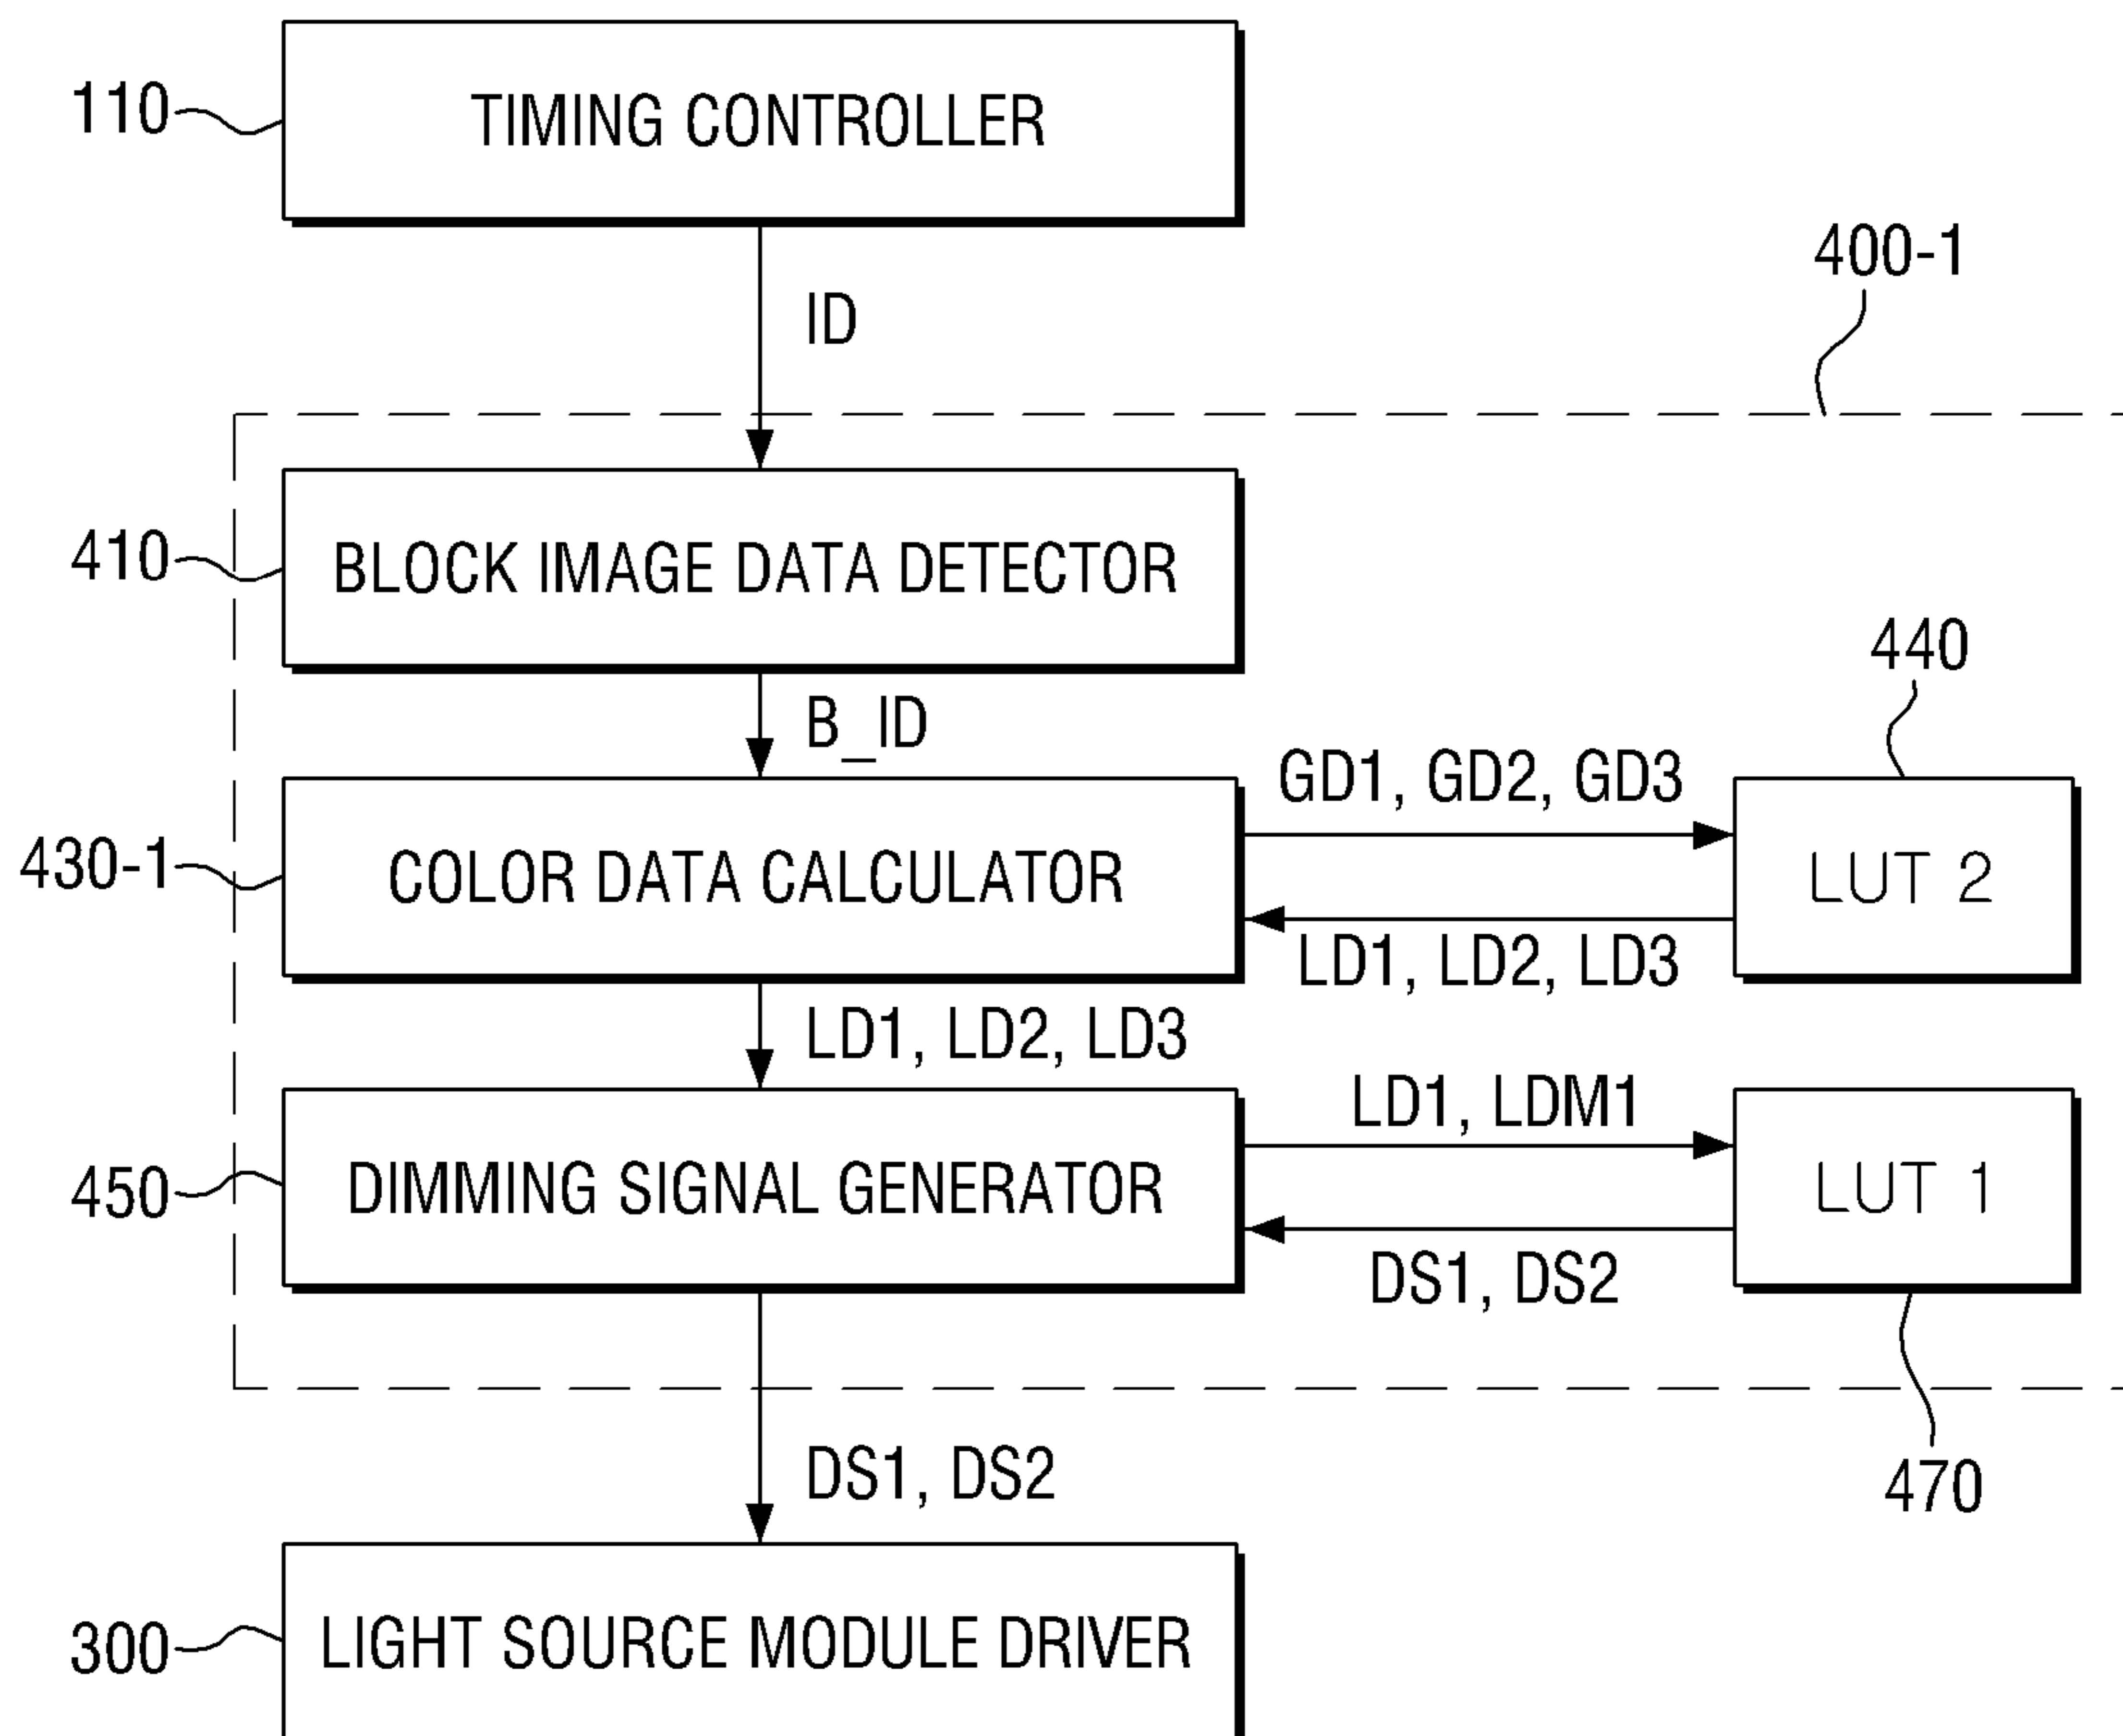 110
TIMING CONTROLLER
ID
400-1
410
BLOCK IMAGE DATA DETECTOR
440
B_ID
GD1, GD2, GD3
430-1
COLOR DATA CALCULATOR
LUT 2
LD1, LD2, LD3
LD1, LD2, LD3
LD1, LDM1
450
DIMMING SIGNAL GENERATOR
LUT 1
DS1, DS2
DS1, DS2
470
300
LIGHT SOURCE MODULE DRIVER